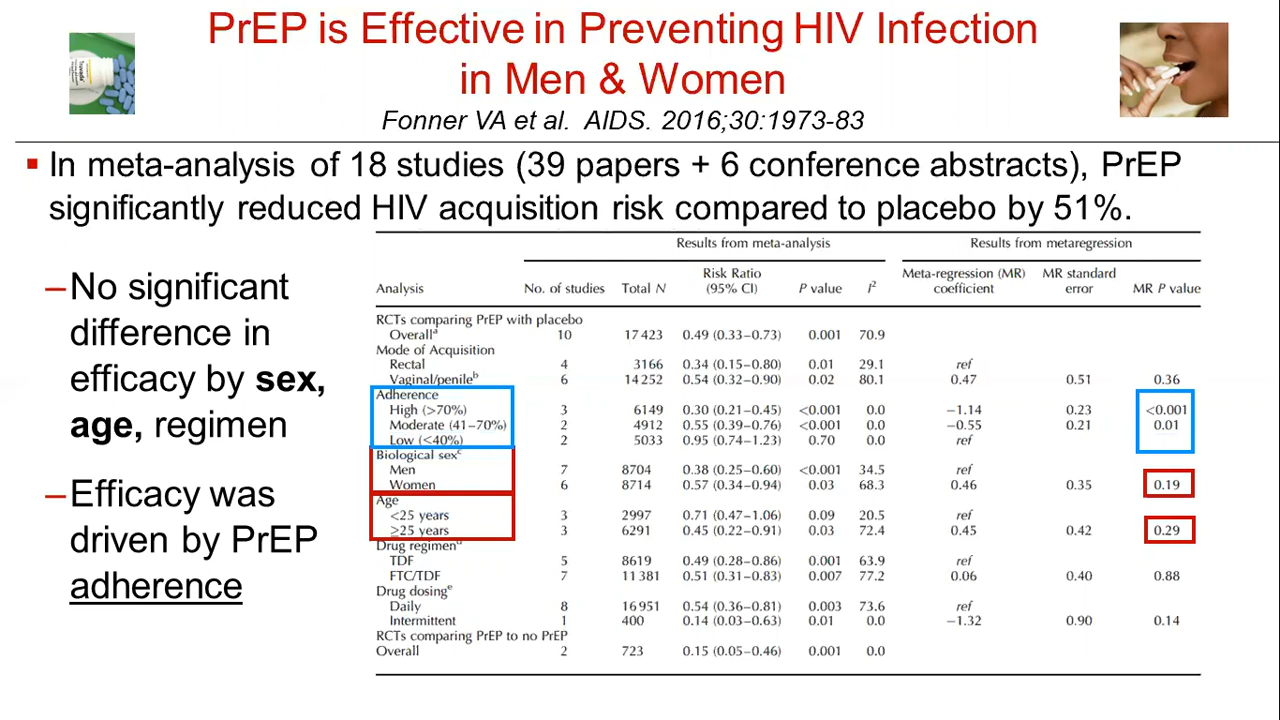 PrEP is Effective in Preventing HIV Infection
in Men & Women
Fonner VA et al. AIDS. 2016;30:1973-83
▪ In meta-analysis of 18 studies (39 papers + 6 conference abstracts), PrEP
significantly reduced HIV acquisition risk compared to placebo by 51%.
–No significant
difference in
efficacy by sex,
age, regimen
–Efficacy was
driven by PrEP
adherence
Results from meta-analysis Results from metaregression
Analysis No. of studies Total N Risk Ratio (95% CI) P value I² Meta-regression (MR) coefficient MR standard error MR P value
RCTs comparing PrEP with placebo
Overallᵃ 10 17 423 0.49 (0.33–0.73) 0.001 70.9
Mode of Acquisition
Rectal 4 3166 0.34 (0.15–0.80) 0.01 29.1 ref
Vaginal/penileᵇ 6 14 252 0.54 (0.32–0.90) 0.02 80.1 0.47 0.51 0.36
Adherence
High (>70%) 3 6149 0.30 (0.21–0.45) <0.001 0.0 −1.14 0.23 <0.001
Moderate (41–70%) 2 4912 0.55 (0.39–0.76) <0.001 0.0 −0.55 0.21 0.01
Low (<40%) 2 5033 0.95 (0.74–1.23) 0.70 0.0 ref
Biological sexᶜ
Men 7 8704 0.38 (0.25–0.60) <0.001 34.5 ref
Women 6 8714 0.57 (0.34–0.94) 0.03 68.3 0.46 0.35 0.19
Age
<25 years 3 2997 0.71 (0.47–1.06) 0.09 20.5 ref
≥25 years 3 6291 0.45 (0.22–0.91) 0.03 72.4 0.45 0.42 0.29
Drug regimenᵈ
TDF 5 8619 0.49 (0.28–0.86) 0.001 63.9 ref
FTC/TDF 7 11 381 0.51 (0.31–0.83) 0.007 77.2 0.06 0.40 0.88
Drug dosingᵉ
Daily 8 16 951 0.54 (0.36–0.81) 0.003 73.6 ref
Intermittent 1 400 0.14 (0.03–0.63) 0.01 0.0 −1.32 0.90 0.14
RCTs comparing PrEP to no PrEP
Overall 2 723 0.15 (0.05–0.46) 0.001 0.0